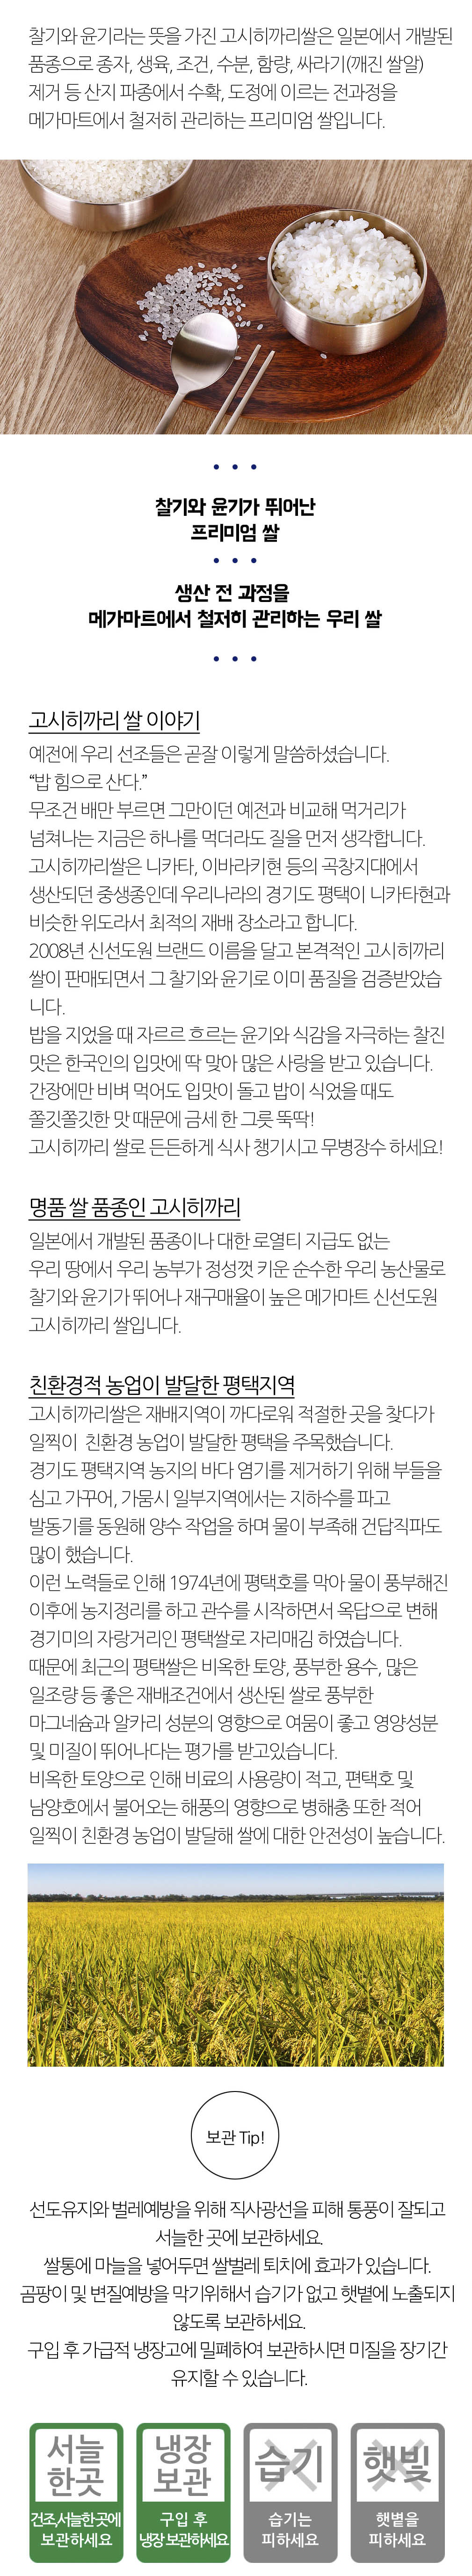 찰기와 윤기라는 뜻을 가진 고시히까리쌀은 일본에서 개발된
품종으로 종자, 생육, 조건, 수분, 함량, 싸라기(깨진 쌀알)
제거 등 산지 파종에서 수확, 도정에 이르는 전과정을
메가마트에서 철저히 관리하는 프리미엄 쌀입니다.
찰기와 윤기가 뛰어난
프리미엄 쌀
생산 전 과정을
메가마트에서 철저히 관리하는 우리 쌀
고시히까리 쌀 이야기
예전에 우리 선조들은 곧잘 이렇게 말씀하셨습니다.
“밥 힘으로 산다.”
무조건 배만 부르면 그만이던 예전과 비교해 먹거리가
넘쳐나는 지금은 하나를 먹더라도 질을 먼저 생각합니다.
고시히까리쌀은 니카타, 이바라키현 등의 곡창지대에서
생산되던 중생종인데 우리나라의 경기도 평택이 니카타현과
비슷한 위도라서 최적의 재배 장소라고 합니다.
2008년 신선도원 브랜드 이름을 달고 본격적인 고시히까리
쌀이 판매되면서 그 찰기와 윤기로 이미 품질을 검증받았습
니다.
밥을 지었을 때 자르르 흐르는 윤기와 식감을 자극하는 찰진
맛은 한국인의 입맛에 딱 맞아 많은 사랑을 받고 있습니다.
간장에만 비벼 먹어도 입맛이 돌고 밥이 식었을 때도
쫄깃쫄깃한 맛 때문에 금세 한 그릇 뚝딱!
고시히까리 쌀로 든든하게 식사 챙기시고 무병장수 하세요!
명품 쌀 품종인 고시히까리
일본에서 개발된 품종이나 대한 로열티 지급도 없는
우리 땅에서 우리 농부가 정성껏 키운 순수한 우리 농산물로
찰기와 윤기가 뛰어나 재구매율이 높은 메가마트 신선도원
고시히까리 쌀입니다.
친환경적 농업이 발달한 평택지역
고시히까리쌀은 재배지역이 까다로워 적절한 곳을 찾다가
일찍이 친환경 농업이 발달한 평택을 주목했습니다.
경기도 평택지역 농지의 바다 염기를 제거하기 위해 부들을
심고 가꾸어, 가뭄시 일부지역에서는 지하수를 파고
발동기를 동원해 양수 작업을 하며 물이 부족해 건답직파도
많이 했습니다.
이런 노력들로 인해 1974년에 평택호를 막아 물이 풍부해진
이후에 농지정리를 하고 관수를 시작하면서 옥답으로 변해
경기미의 자랑거리인 평택쌀로 자리매김 하였습니다.
때문에 최근의 평택쌀은 비옥한 토양, 풍부한 용수, 많은
일조량 등 좋은 재배조건에서 생산된 쌀로 풍부한
마그네슘과 알카리 성분의 영향으로 여뭄이 좋고 영양성분
및 미질이 뛰어나다는 평가를 받고있습니다.
비옥한 토양으로 인해 비료의 사용량이 적고, 편택호 및
남양호에서 불어오는 해풍의 영향으로 병해충 또한 적어
일찍이 친환경 농업이 발달해 쌀에 대한 안전성이 높습니다.
보관 Tip!
선도유지와 벌레예방을 위해 직사광선을 피해 통풍이 잘되고
서늘한 곳에 보관하세요.
쌀통에 마늘을 넣어두면 쌀벌레 퇴치에 효과가 있습니다.
곰팡이 및 변질예방을 막기위해서 습기가 없고 햇볕에 노출되지
않도록 보관하세요.
구입 후 가급적 냉장고에 밀폐하여 보관하시면 미질을 장기간
유지할 수 있습니다.
서늘
한곳
건조,서늘한곳에
보관하세요
냉장
보관
구입 후
냉장 보관하세요
습기
습기는
피하세요
햇빛
햇볕을
피하세요